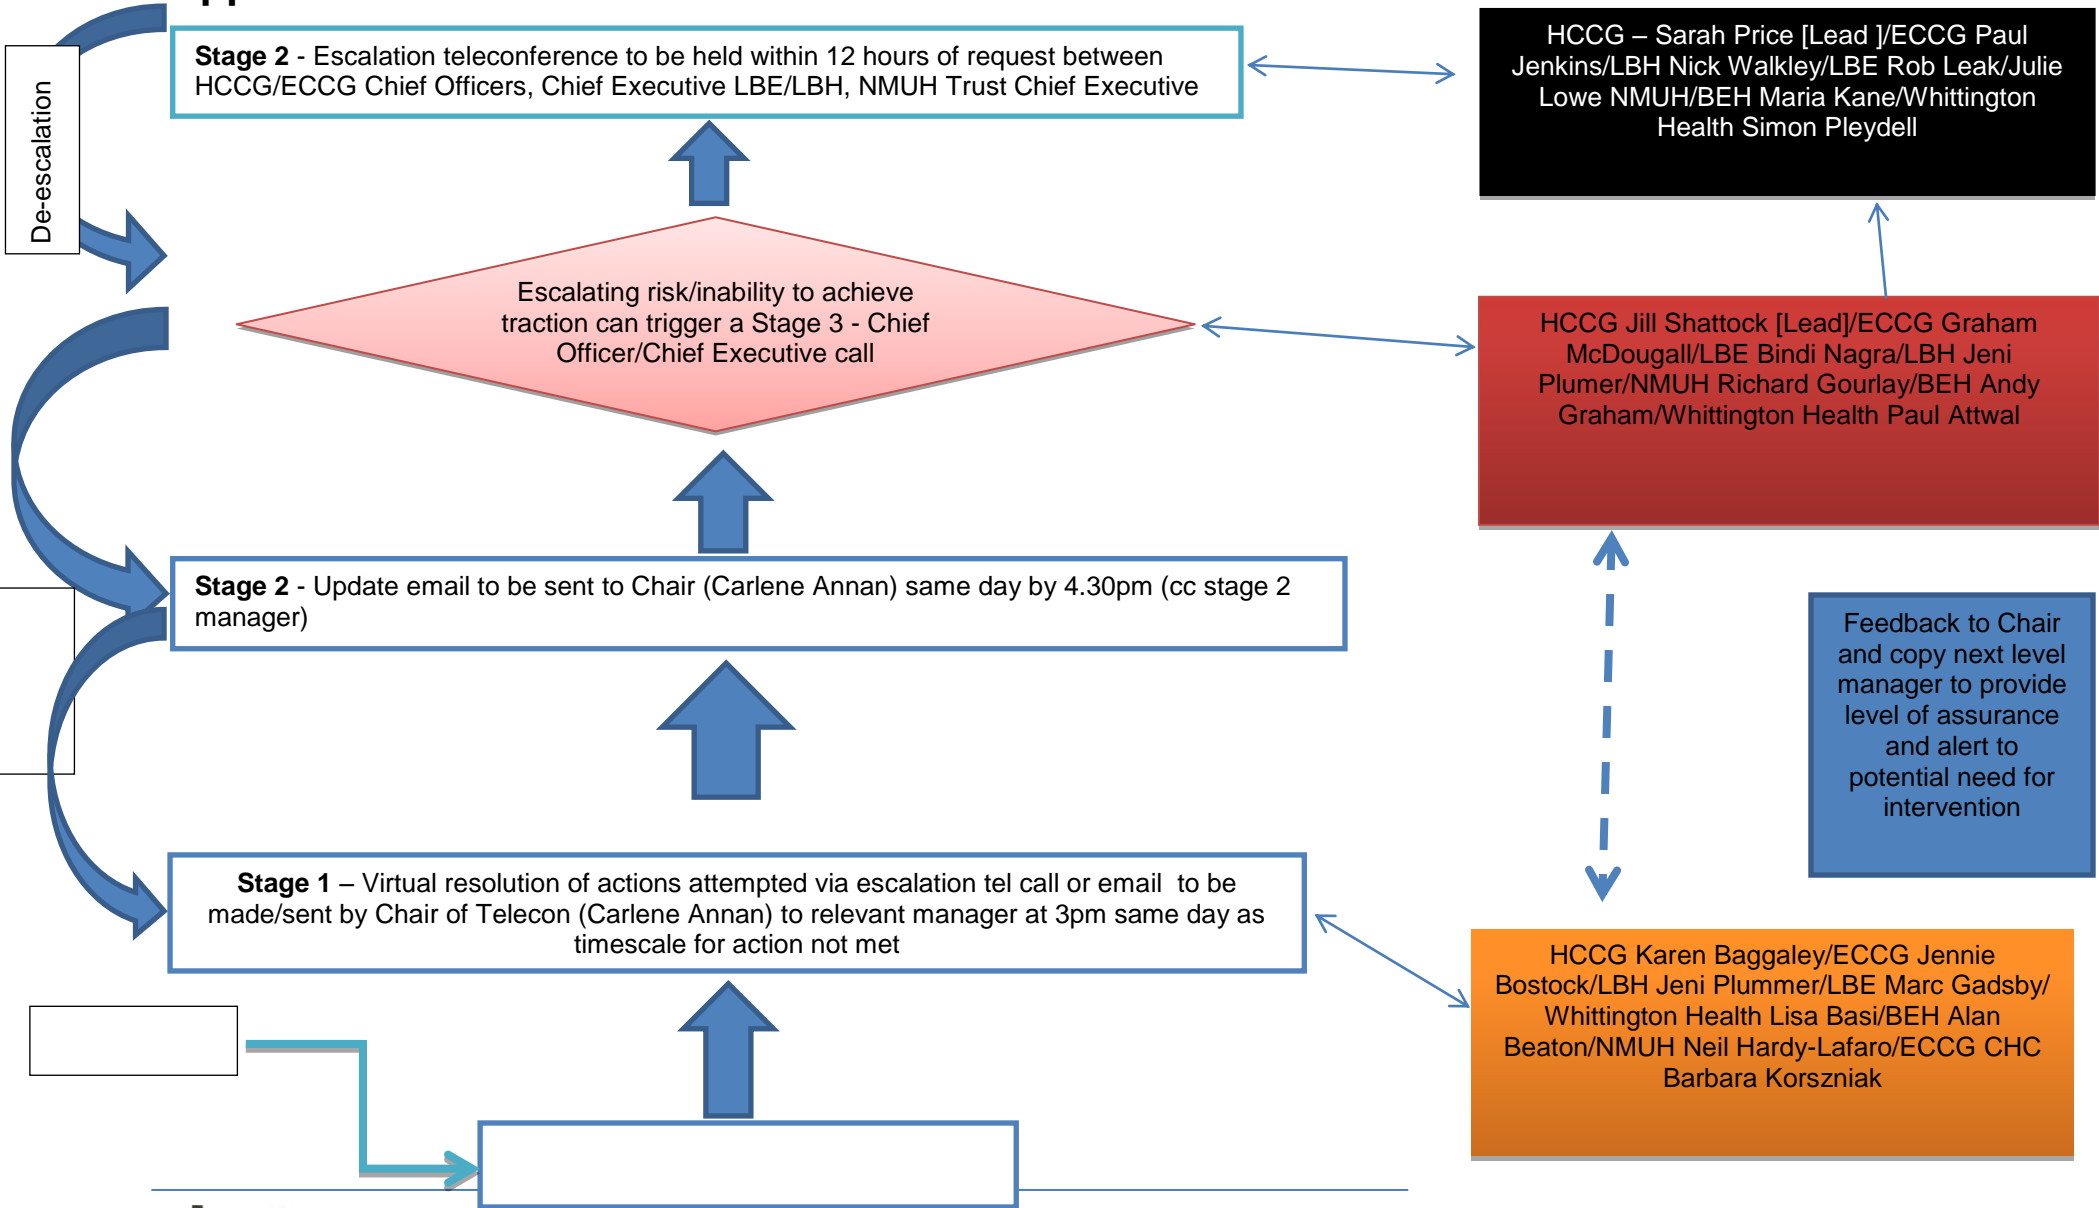 Stage 2 - Escalation teleconference to be held within 12 hours of request between
HCCG/ECCG Chief Officers, Chief Executive LBE/LBH, NMUH Trust Chief Executive
HCCG – Sarah Price [Lead ]/ECCG Paul
Jenkins/LBH Nick Walkley/LBE Rob Leak/Julie
Lowe NMUH/BEH Maria Kane/Whittington
Health Simon Pleydell
De-escalation
Escalating risk/inability to achieve
traction can trigger a Stage 3 - Chief
Officer/Chief Executive call
HCCG Jill Shattock [Lead]/ECCG Graham
McDougall/LBE Bindi Nagra/LBH Jeni
Plumer/NMUH Richard Gourlay/BEH Andy
Graham/Whittington Health Paul Attwal
Stage 2 - Update email to be sent to Chair (Carlene Annan) same day by 4.30pm (cc stage 2
manager)
Feedback to Chair
and copy next level
manager to provide
level of assurance
and alert to
potential need for
intervention
Stage 1 – Virtual resolution of actions attempted via escalation tel call or email  to be
made/sent by Chair of Telecon (Carlene Annan) to relevant manager at 3pm same day as
timescale for action not met
HCCG Karen Baggaley/ECCG Jennie
Bostock/LBH Jeni Plummer/LBE Marc Gadsby/
Whittington Health Lisa Basi/BEH Alan
Beaton/NMUH Neil Hardy-Lafaro/ECCG CHC
Barbara Korszniak